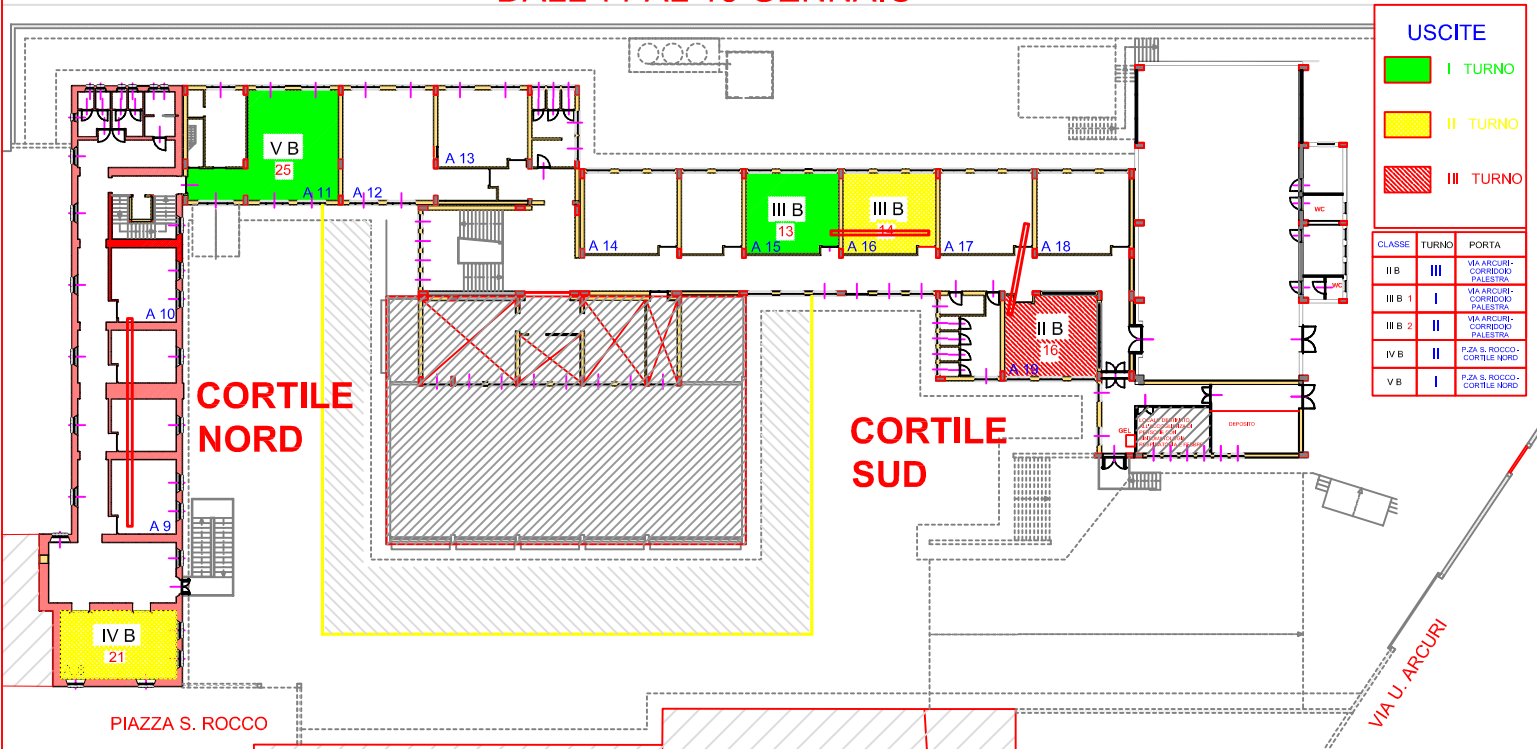 USCITE
I TURNO
II TURNO
III TURNO
CLASSE TURNO PORTA
II B III VIA ARCURI-
CORRIDOIO
PALESTRA
III B 1 I VIA ARCURI-
CORRIDOIO
PALESTRA
III B 2 II VIA ARCURI-
CORRIDOIO
PALESTRA
IV B II P.ZA S. ROCCO-
CORTILE NORD
V B I P.ZA S. ROCCO-
CORTILE NORD
V B
25
A 11
A 12
A 13
A 14
III B
13
A 15
III B
14
A 16
A 17
A 18
II B
16
A 19
WC
WC
A 10
A 9
CORTILE
NORD
CORTILE
SUD
GEL
DEPOSITO
IV B
21
PIAZZA S. ROCCO
VIA U. ARCURI